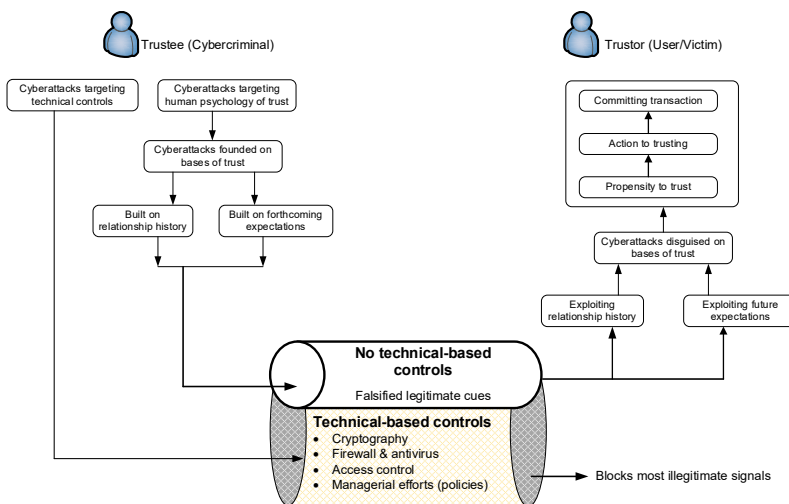 Trustee (Cybercriminal)
Trustor (User/Victim)
Cyberattacks targeting
technical controls
Cyberattacks targeting
human psychology of trust
Cyberattacks founded on
bases of trust
Built on
relationship history
Built on forthcoming
expectations
Committing transaction
Action to trusting
Propensity to trust
Cyberattacks disguised on
bases of trust
Exploiting
relationship history
Exploiting future
expectations
No technical-based
controls
Falsified legitimate cues
Technical-based controls
• Cryptography
• Firewall & antivirus
• Access control
• Managerial efforts (policies)
Blocks most illegitimate signals